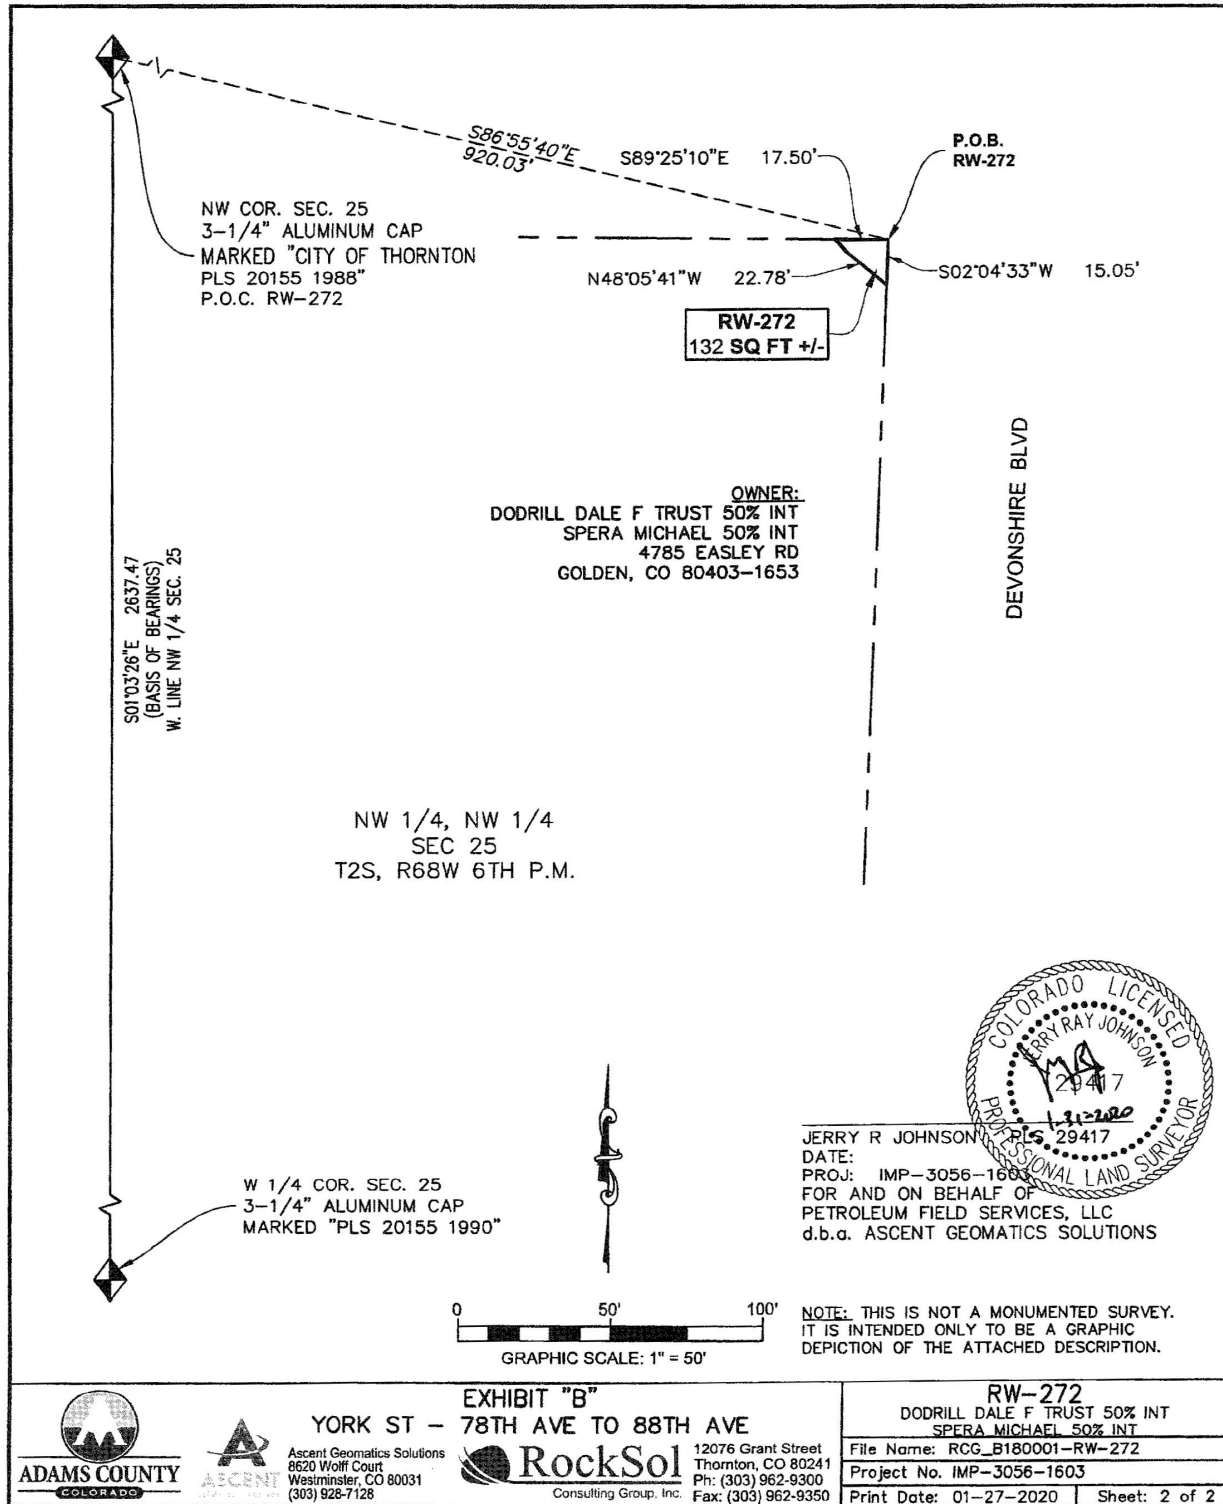 S86°55'40"E
920.03'
S89°25'10"E 17.50'
P.O.B.
RW-272
NW COR. SEC. 25
3-1/4" ALUMINUM CAP
MARKED "CITY OF THORNTON
PLS 20155 1988"
P.O.C. RW-272
N48°05'41"W 22.78'
S02°04'33"W 15.05'
RW-272
132 SQ FT +/-
DEVONSHIRE BLVD
OWNER:
DODRILL DALE F TRUST 50% INT
SPERA MICHAEL 50% INT
4785 EASLEY RD
GOLDEN, CO 80403-1653
S01°03'26"E 2637.47
(BASIS OF BEARINGS)
W. LINE NW 1/4 SEC. 25
NW 1/4, NW 1/4
SEC 25
T2S, R68W 6TH P.M.
COLORADO LICENSED
JERRY RAY JOHNSON
29417
1-31-2020
PROFESSIONAL LAND SURVEYOR
JERRY R JOHNSON PLS 29417
DATE:
PROJ: IMP-3056-1603
FOR AND ON BEHALF OF
PETROLEUM FIELD SERVICES, LLC
d.b.a. ASCENT GEOMATICS SOLUTIONS
W 1/4 COR. SEC. 25
3-1/4" ALUMINUM CAP
MARKED "PLS 20155 1990"
0 50' 100'
GRAPHIC SCALE: 1" = 50'
NOTE: THIS IS NOT A MONUMENTED SURVEY.
IT IS INTENDED ONLY TO BE A GRAPHIC
DEPICTION OF THE ATTACHED DESCRIPTION.
EXHIBIT "B"
YORK ST - 78TH AVE TO 88TH AVE
ADAMS COUNTY
COLORADO
ASCENT
Ascent Geomatics Solutions
8620 Wolff Court
Westminster, CO 80031
(303) 928-7128
RockSol
Consulting Group, Inc.
12076 Grant Street
Thornton, CO 80241
Ph: (303) 962-9300
Fax: (303) 962-9350
RW-272
DODRILL DALE F TRUST 50% INT
SPERA MICHAEL 50% INT
File Name: RCG_B180001-RW-272
Project No. IMP-3056-1603
Print Date: 01-27-2020 Sheet: 2 of 2